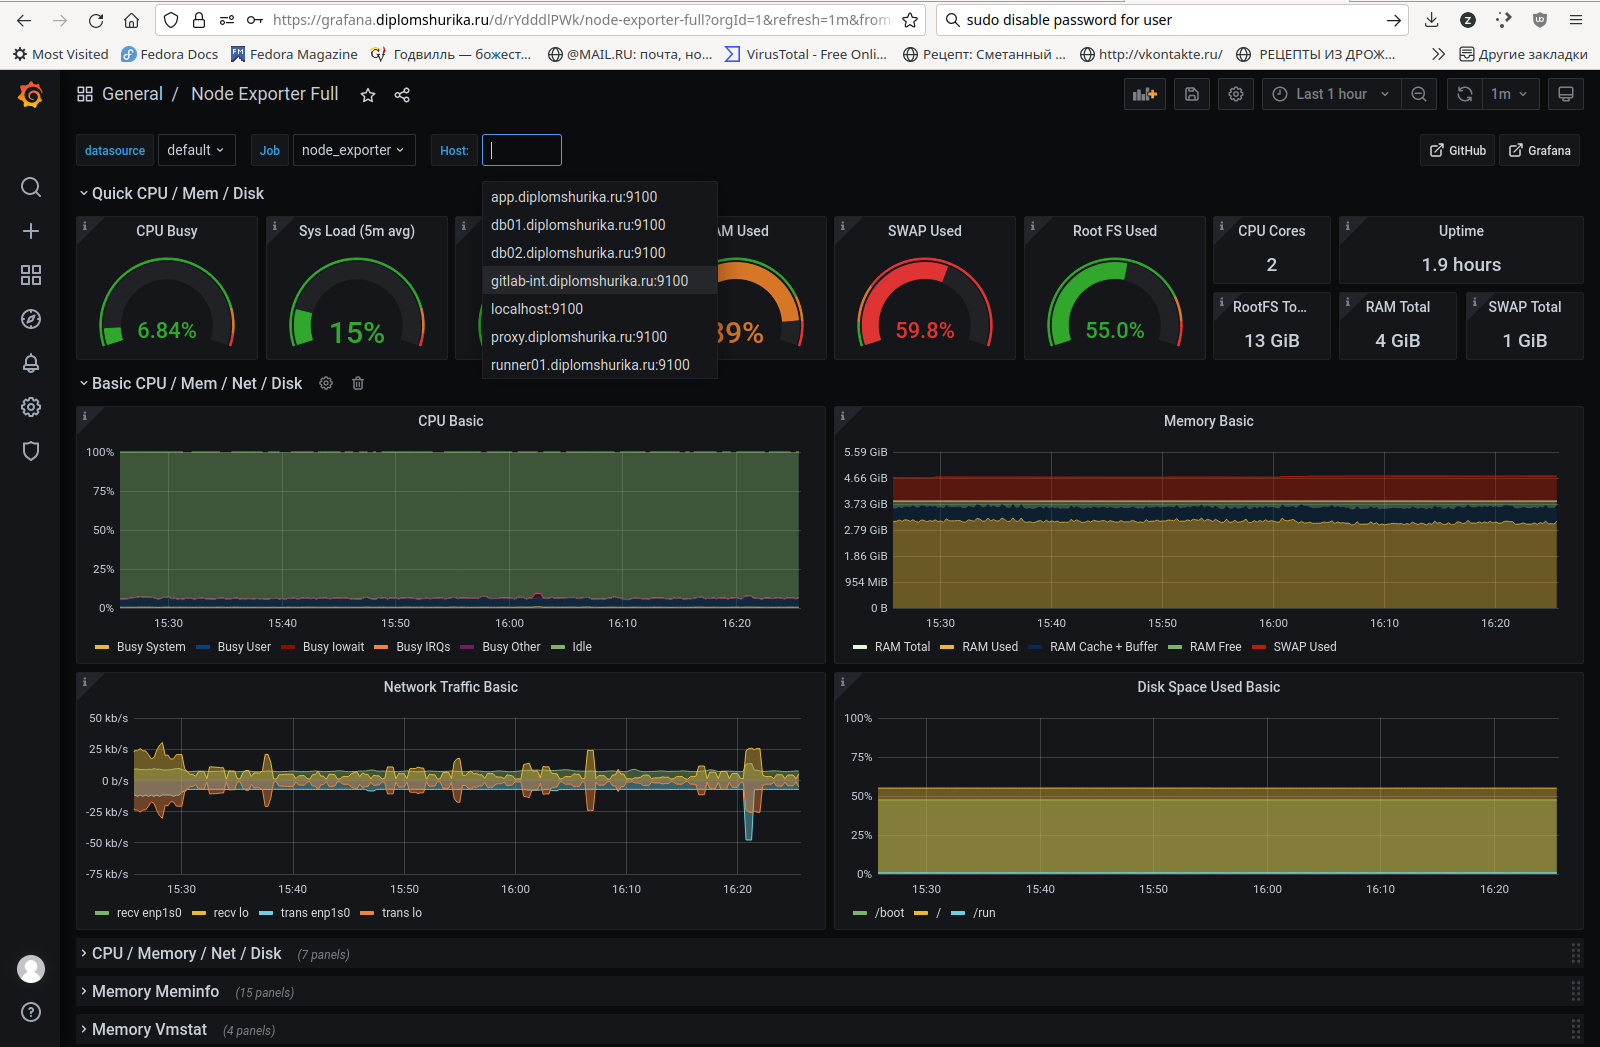 https://grafana.diplomshurika.ru/d/rYdddlPWk/node-exporter-full?orgId=1&refresh=1m&from
sudo disable password for user
Most Visited
Fedora Docs
Fedora Magazine
Годвилль — божест...
@MAIL.RU: почта, но...
VirusTotal - Free Onli...
Рецепт: Сметанный ...
http://vkontakte.ru/
РЕЦЕПТЫ ИЗ ДРОЖ...
Другие закладки
General / Node Exporter Full
Last 1 hour
1m
datasource
default
Job
node_exporter
Host:
GitHub
Grafana
app.diplomshurika.ru:9100
db01.diplomshurika.ru:9100
db02.diplomshurika.ru:9100
gitlab-int.diplomshurika.ru:9100
localhost:9100
proxy.diplomshurika.ru:9100
runner01.diplomshurika.ru:9100
Quick CPU / Mem / Disk
CPU Busy
6.84%
Sys Load (5m avg)
15%
AM Used
39%
SWAP Used
59.8%
Root FS Used
55.0%
CPU Cores
2
Uptime
1.9 hours
RootFS To...
13 GiB
RAM Total
4 GiB
SWAP Total
1 GiB
Basic CPU / Mem / Net / Disk
CPU Basic
100%
75%
50%
25%
0%
15:30 15:40 15:50 16:00 16:10 16:20
Busy System Busy User Busy Iowait Busy IRQs Busy Other Idle
Memory Basic
5.59 GiB
4.66 GiB
3.73 GiB
2.79 GiB
1.86 GiB
954 MiB
0 B
15:30 15:40 15:50 16:00 16:10 16:20
RAM Total RAM Used RAM Cache + Buffer RAM Free SWAP Used
Network Traffic Basic
50 kb/s
25 kb/s
0 b/s
-25 kb/s
-50 kb/s
-75 kb/s
15:30 15:40 15:50 16:00 16:10 16:20
recv enp1s0 recv lo trans enp1s0 trans lo
Disk Space Used Basic
100%
75%
50%
25%
0%
15:30 15:40 15:50 16:00 16:10 16:20
/boot / /run
CPU / Memory / Net / Disk (7 panels)
Memory Meminfo (15 panels)
Memory Vmstat (4 panels)